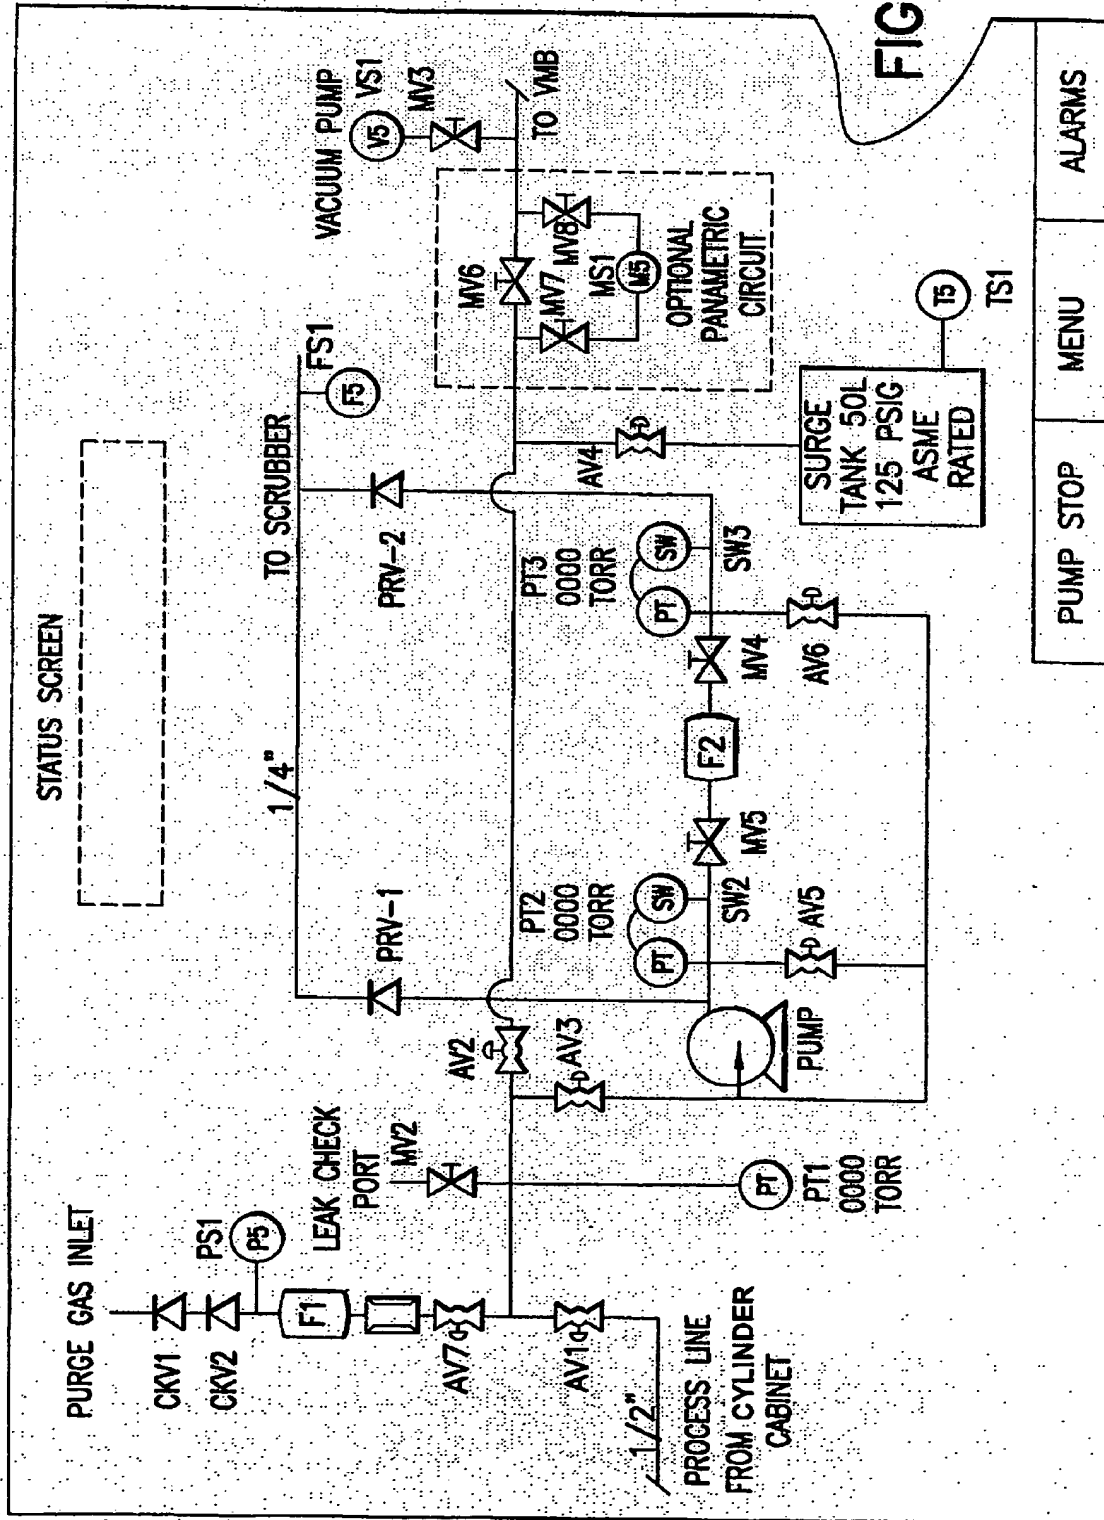 STATUS SCREEN
PURGE GAS INLET
CKV1
CKV2
PS1
P5
F1
LEAK CHECK
PORT
MV2
AV7
AV1
1/2"
PROCESS LINE
FROM CYLINDER
CABINET
PT
PT1
0000
TORR
AV2
AV3
PUMP
1/4"
PRV-1
PT2
0000
TORR
PT
SW
SW2
AV5
MV5
F2
MV4
AV6
TO SCRUBBER
PRV-2
PT3
0000
TORR
PT
SW
SW3
FS1
F5
AV4
SURGE
TANK 50L
125 PSIG
ASME
RATED
T5
TS1
MV6
MV7
MV8
MS1
M5
OPTIONAL
PANAMETRIC
CIRCUIT
VACUUM PUMP
VS1
V5
MV3
TO VMB
FIG
PUMP STOP
MENU
ALARMS